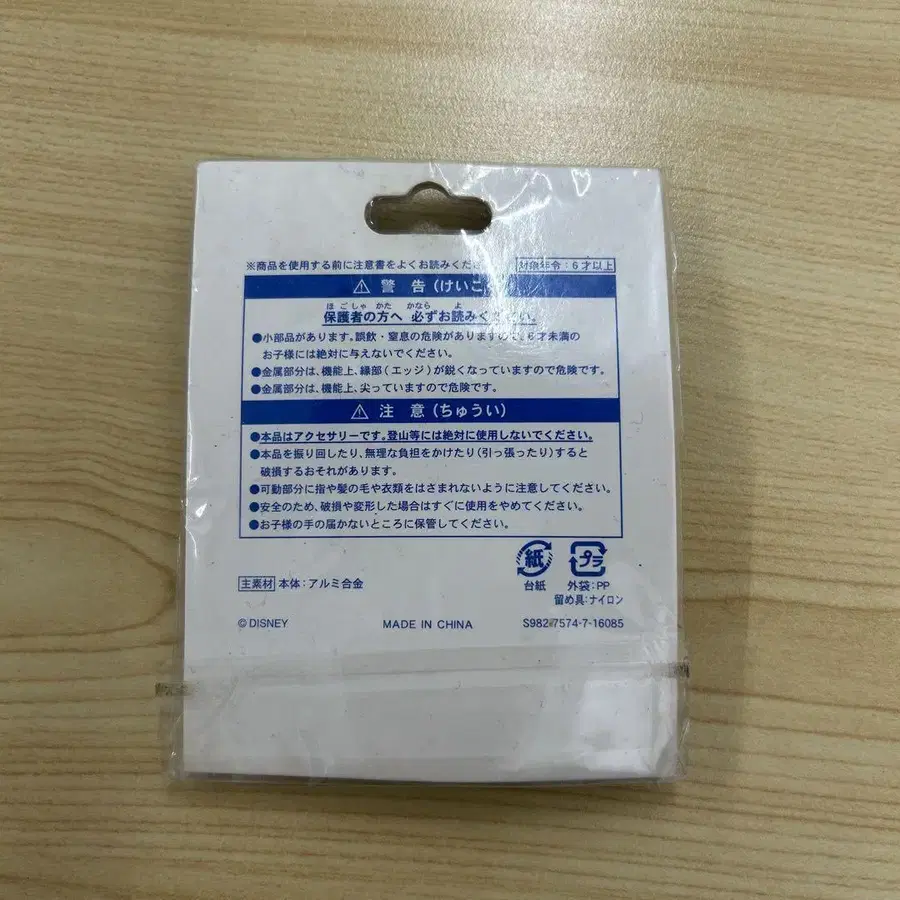 ※商品を使用する前に注意書をよくお読みくだ
対象年令:6才以上
⚠ 警 告(けいこ
ほ ご しゃ かた かなら よ
保護者の方へ 必ずお読みください。
●小部品があります。誤飲・窒息の危険がありますので6才未満の
お子様には絶対に与えないでください。
●金属部分は、機能上、縁部(エッジ)が鋭くなっていますので危険です。
●金属部分は、機能上、尖っていますので危険です。
⚠ 注 意(ちゅうい)
●本品はアクセサリーです。登山等には絶対に使用しないでください。
●本品を振り回したり、無理な負担をかけたり(引っ張ったり)すると
破損するおそれがあります。
●可動部分に指や髪の毛や衣類をはさまれないように注意してください。
●安全のため、破損や変形した場合はすぐに使用をやめてください。
●お子様の手の届かないところに保管してください。
紙 プラ
台紙 外袋:PP
留め具:ナイロン
主素材 本体:アルミ合金
© DISNEY MADE IN CHINA S982-7574-7-16085